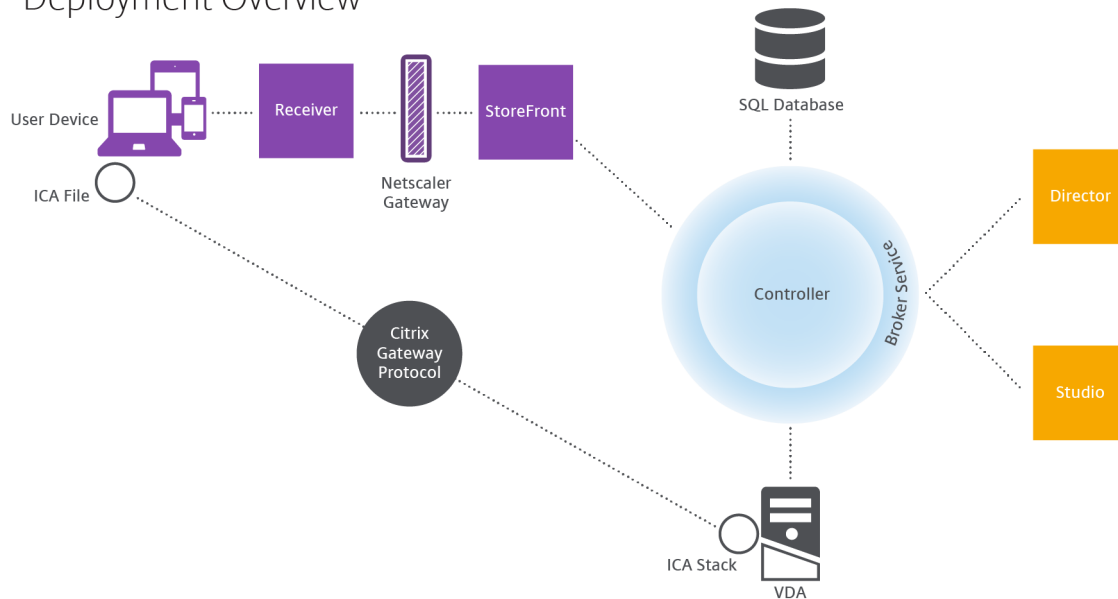 Deployment Overview
SQL Database
User Device
Receiver
StoreFront
Netscaler
Gateway
ICA File
Director
Controller
Broker Service
Citrix
Gateway
Protocol
Studio
ICA Stack
VDA